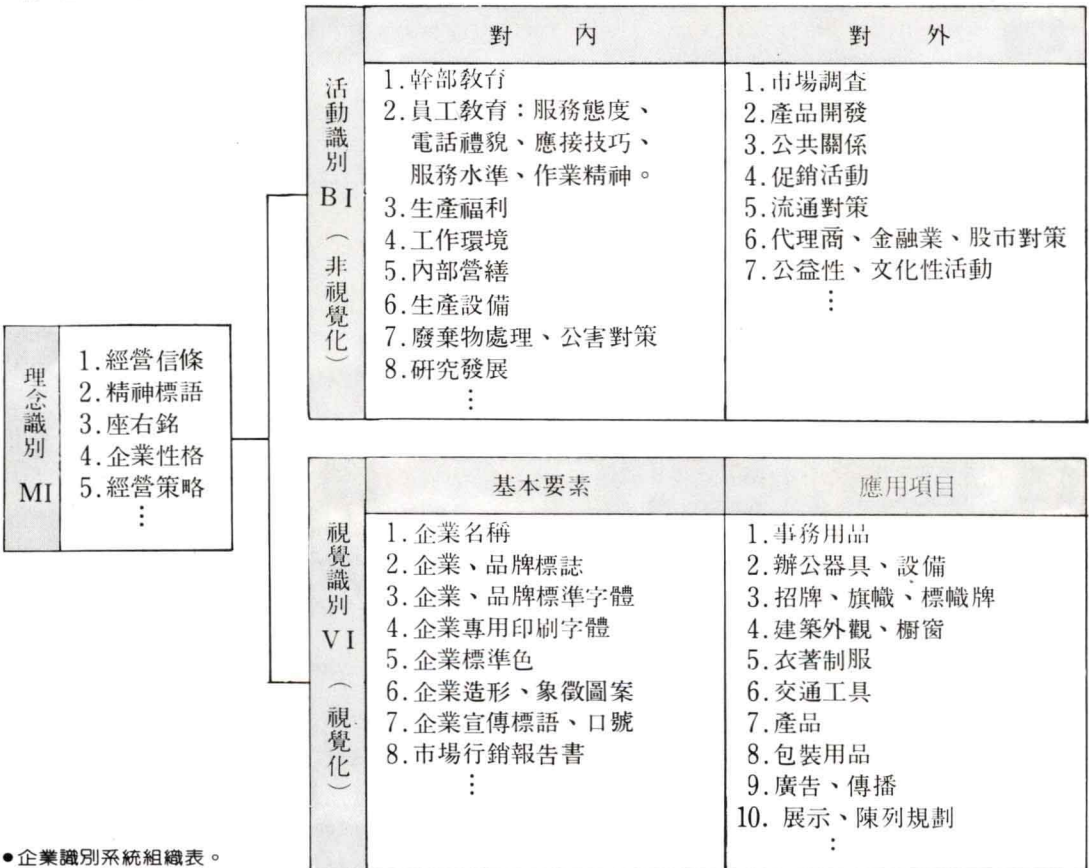 理念識別 MI
1.經營信條
2.精神標語
3.座右銘
4.企業性格
5.經營策略
⋮
活動識別 BI（非視覺化）
對內
1.幹部教育
2.員工教育：服務態度、
電話禮貌、應接技巧、
服務水準、作業精神。
3.生產福利
4.工作環境
5.內部營繕
6.生產設備
7.廢棄物處理、公害對策
8.研究發展
⋮
對外
1.市場調查
2.產品開發
3.公共關係
4.促銷活動
5.流通對策
6.代理商、金融業、股市對策
7.公益性、文化性活動
⋮
視覺識別 VI（視覺化）
基本要素
1.企業名稱
2.企業、品牌標誌
3.企業、品牌標準字體
4.企業專用印刷字體
5.企業標準色
6.企業造形、象徵圖案
7.企業宣傳標語、口號
8.市場行銷報告書
⋮
應用項目
1.事務用品
2.辦公器具、設備
3.招牌、旗幟、標幟牌
4.建築外觀、櫥窗
5.衣著制服
6.交通工具
7.產品
8.包裝用品
9.廣告、傳播
10. 展示、陳列規劃
⋮
●企業識別系統組織表。